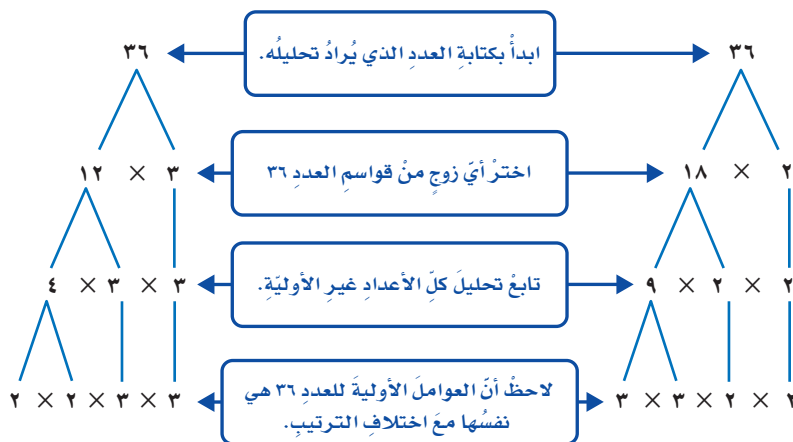 ٣٦
ابدأْ بكتابةِ العددِ الذي يُرادُ تحليلُه.
٣٦
٢ × ١٨
اخترْ أيّ زوجٍ منْ قواسمِ العددِ ٣٦
٣ × ١٢
٢ × ٢ × ٩
تابعْ تحليلَ كلِّ الأعدادِ غيرِ الأوليّةِ.
٣ × ٣ × ٤
٢ × ٢ × ٣ × ٣
لاحظْ أنّ العواملَ الأوليةَ للعددِ ٣٦ هي
نفسُها معَ اختلافِ الترتيبِ.
٣ × ٣ × ٢ × ٢